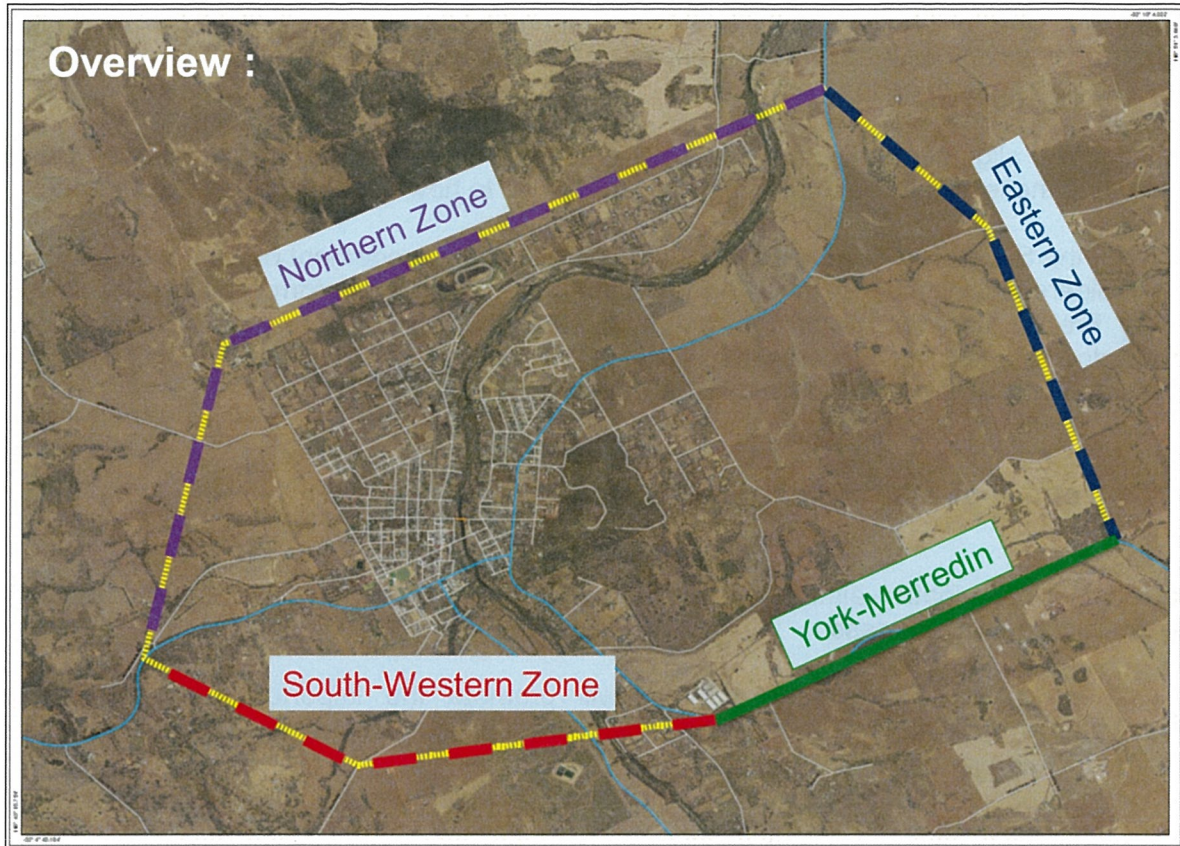 Overview :
Northern Zone
Eastern Zone
York-Merredin
South-Western Zone